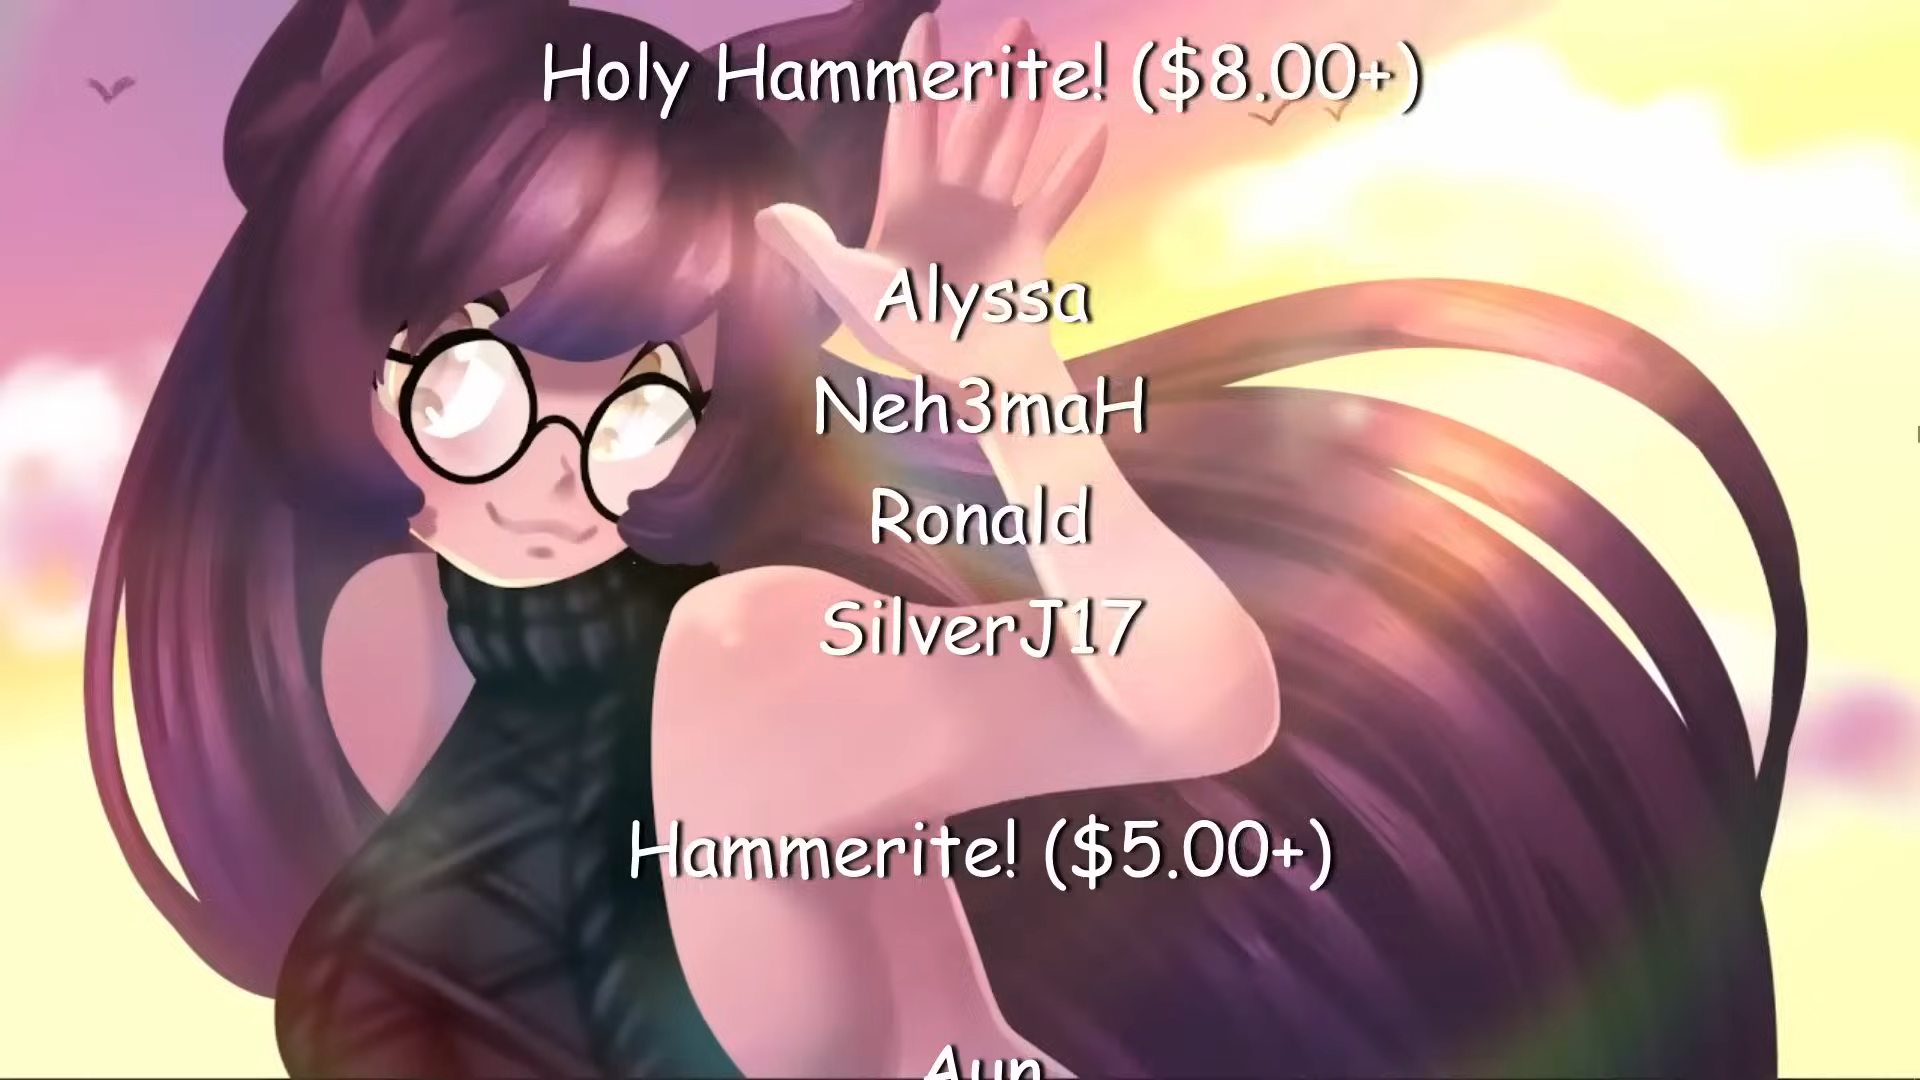 Holy Hammerite! ($8.00+)
Alyssa
Neh3maH
Ronald
SilverJ17
Hammerite! ($5.00+)